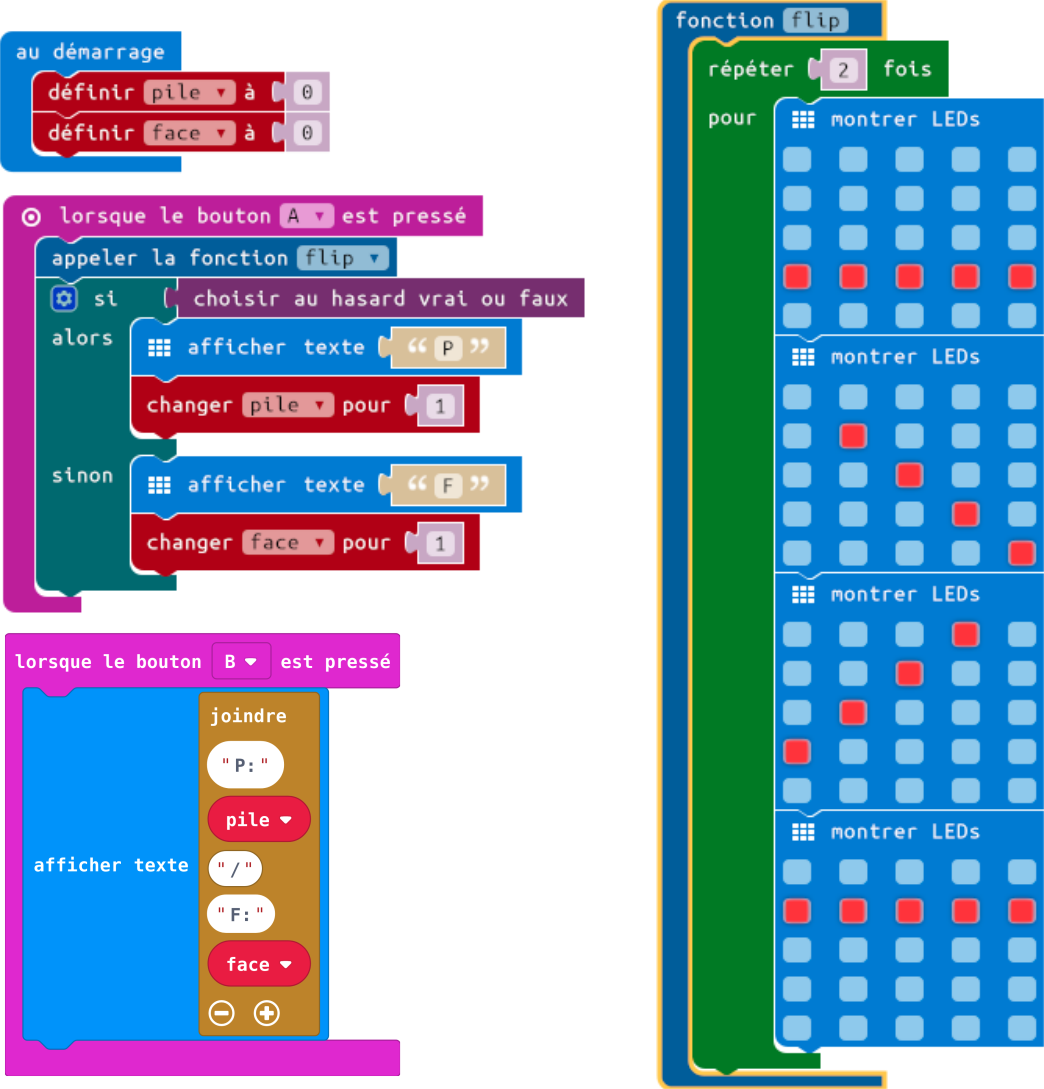 au démarrage
définir pile à 0
définir face à 0
lorsque le bouton A est pressé
appeler la fonction flip
si choisir au hasard vrai ou faux
alors
afficher texte “ P ”
changer pile pour 1
sinon
afficher texte “ F ”
changer face pour 1
lorsque le bouton B est pressé
afficher texte
joindre
"P:"
pile
"/"
"F:"
face
fonction flip
répéter 2 fois
pour
montrer LEDs
montrer LEDs
montrer LEDs
montrer LEDs